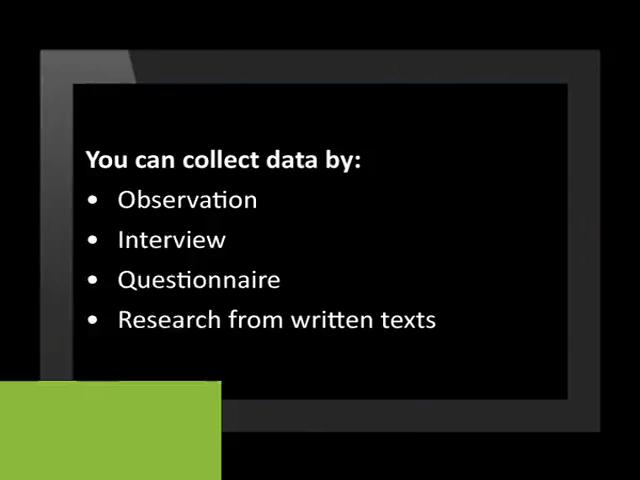 You can collect data by:
• Observation
• Interview
• Questionnaire
• Research from written texts